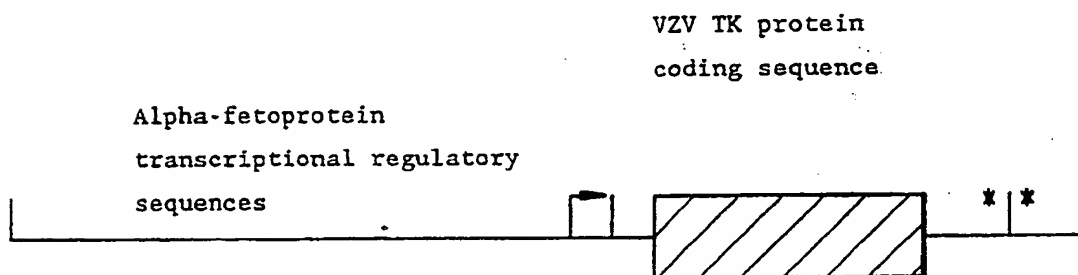 VZV TK protein
coding sequence
Alpha-fetoprotein
transcriptional regulatory
sequences
* *